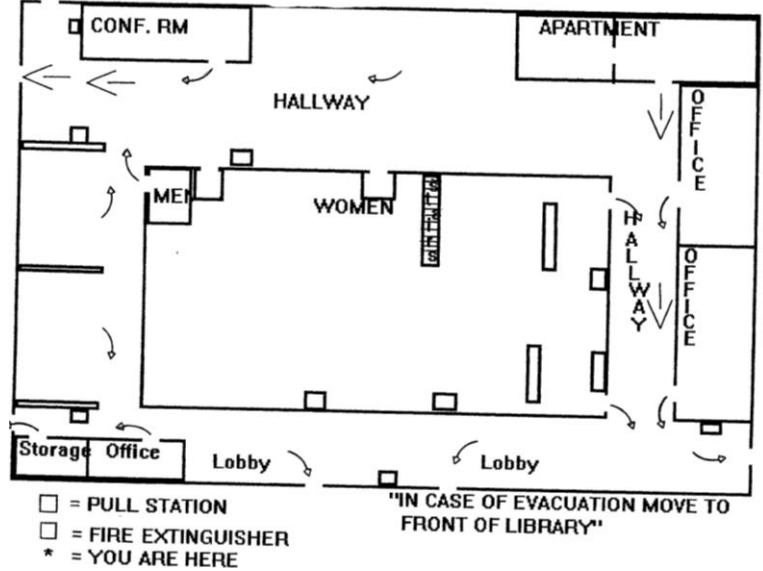 CONF. RM
APARTMENT
HALLWAY
OFFICE
MEN
WOMEN
stairs
HALLWAY
OFFICE
Storage
Office
Lobby
Lobby
= PULL STATION
= FIRE EXTINGUISHER
* = YOU ARE HERE
"IN CASE OF EVACUATION MOVE TO
FRONT OF LIBRARY"